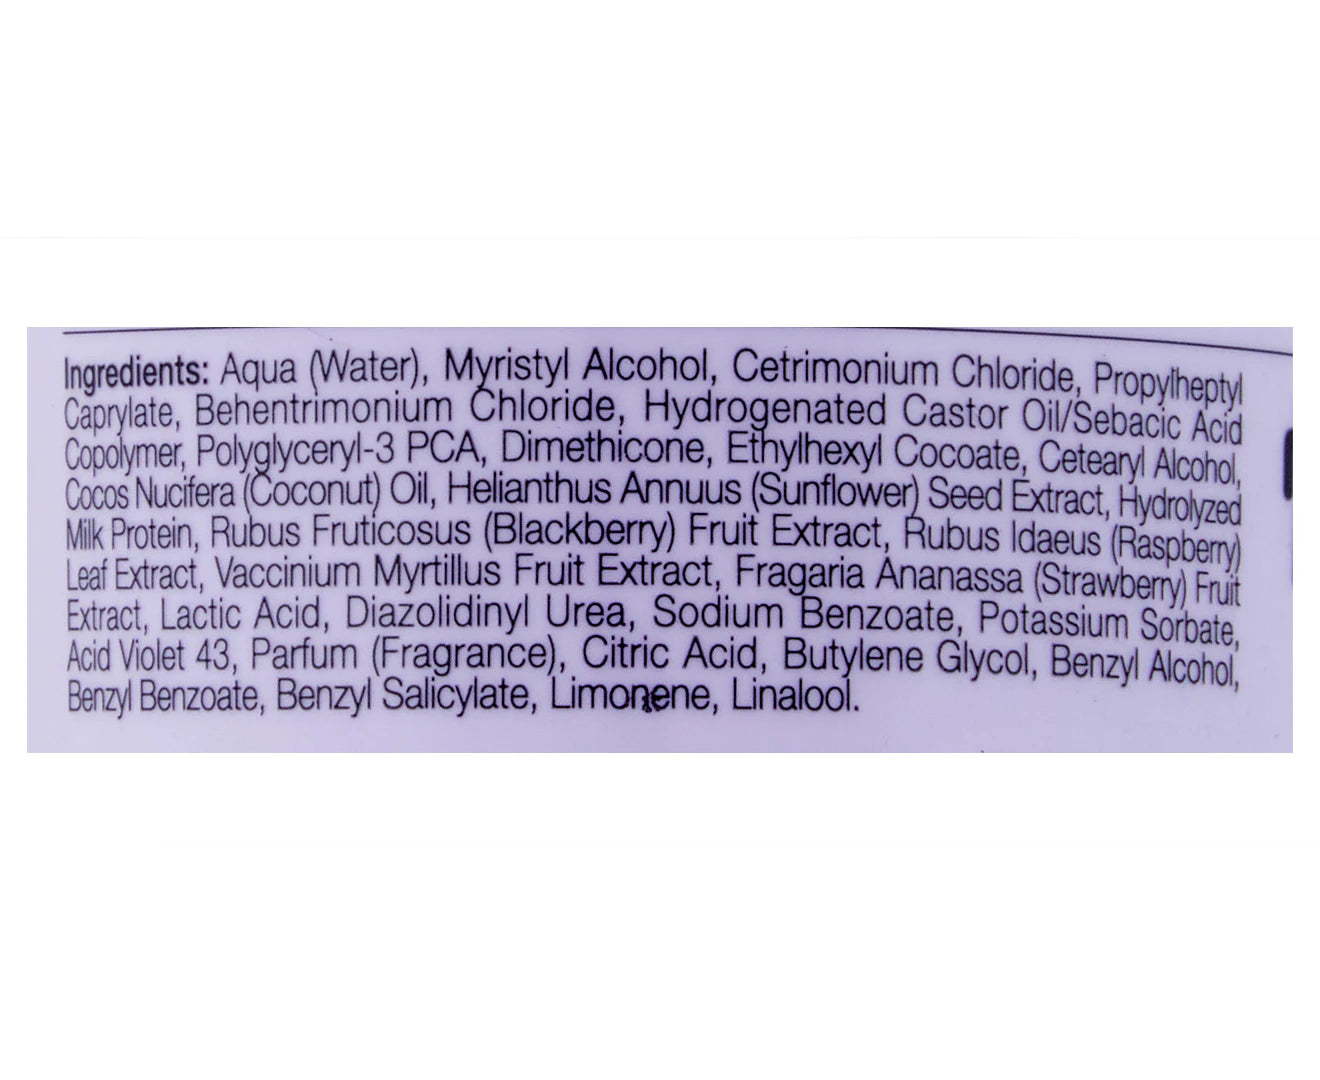 Ingredients: Aqua (Water), Myristyl Alcohol, Cetrimonium Chloride, Propylheptyl
Caprylate, Behentrimonium Chloride, Hydrogenated Castor Oil/Sebacic Acid
Copolymer, Polyglyceryl-3 PCA, Dimethicone, Ethylhexyl Cocoate, Cetearyl Alcohol,
Cocos Nucifera (Coconut) Oil, Helianthus Annuus (Sunflower) Seed Extract, Hydrolyzed
Milk Protein, Rubus Fruticosus (Blackberry) Fruit Extract, Rubus Idaeus (Raspberry)
Leaf Extract, Vaccinium Myrtillus Fruit Extract, Fragaria Ananassa (Strawberry) Fruit
Extract, Lactic Acid, Diazolidinyl Urea, Sodium Benzoate, Potassium Sorbate,
Acid Violet 43, Parfum (Fragrance), Citric Acid, Butylene Glycol, Benzyl Alcohol,
Benzyl Benzoate, Benzyl Salicylate, Limonene, Linalool.